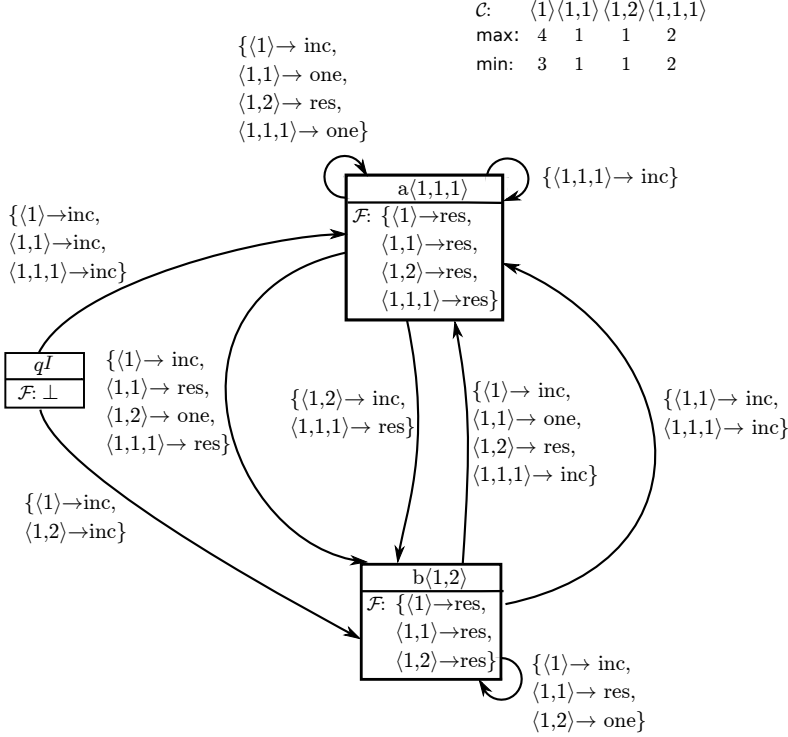 𝒞: ⟨1⟩⟨1,1⟩⟨1,2⟩⟨1,1,1⟩
max: 4 1 1 2
min: 3 1 1 2
{⟨1⟩→ inc,
⟨1,1⟩→ one,
⟨1,2⟩→ res,
⟨1,1,1⟩→ one}
{⟨1,1,1⟩→ inc}
a⟨1,1,1⟩
ℱ: {⟨1⟩→res,
⟨1,1⟩→res,
⟨1,2⟩→res,
⟨1,1,1⟩→res}
{⟨1⟩→inc,
⟨1,1⟩→inc,
⟨1,1,1⟩→inc}
qI
ℱ: ⊥
{⟨1⟩→ inc,
⟨1,1⟩→ res,
⟨1,2⟩→ one,
⟨1,1,1⟩→ res}
{⟨1,2⟩→ inc,
⟨1,1,1⟩→ res}
{⟨1⟩→ inc,
⟨1,1⟩→ one,
⟨1,2⟩→ res,
⟨1,1,1⟩→ inc}
{⟨1,1⟩→ inc,
⟨1,1,1⟩→ inc}
{⟨1⟩→inc,
⟨1,2⟩→inc}
b⟨1,2⟩
ℱ: {⟨1⟩→res,
⟨1,1⟩→res,
⟨1,2⟩→res}
{⟨1⟩→ inc,
⟨1,1⟩→ res,
⟨1,2⟩→ one}